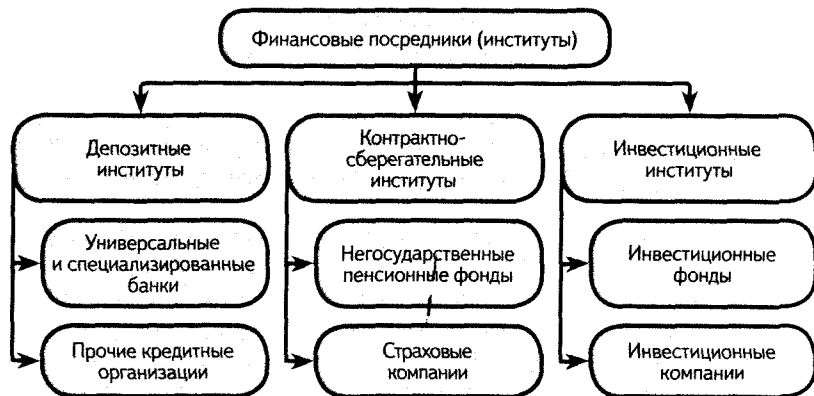 Финансовые посредники (институты)
Депозитные
институты
Контрактно-
сберегательные
институты
Инвестиционные
институты
Универсальные
и специализированные
банки
Негосударственные
пенсионные фонды
Инвестиционные
фонды
Прочие кредитные
организации
Страховые
компании
Инвестиционные
компании